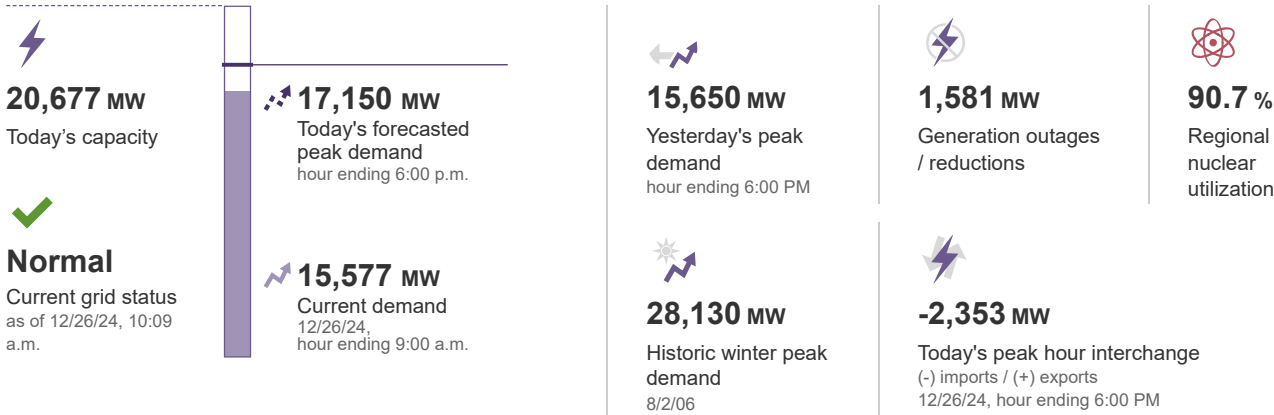 20,677 MW
Today's capacity
Normal
Current grid status
as of 12/26/24, 10:09
a.m.
17,150 MW
Today's forecasted
peak demand
hour ending 6:00 p.m.
15,577 MW
Current demand
12/26/24,
hour ending 9:00 a.m.
15,650 MW
Yesterday's peak
demand
hour ending 6:00 PM
1,581 MW
Generation outages
/ reductions
90.7 %
Regional
nuclear
utilization
28,130 MW
Historic winter peak
demand
8/2/06
-2,353 MW
Today's peak hour interchange
(-) imports / (+) exports
12/26/24, hour ending 6:00 PM